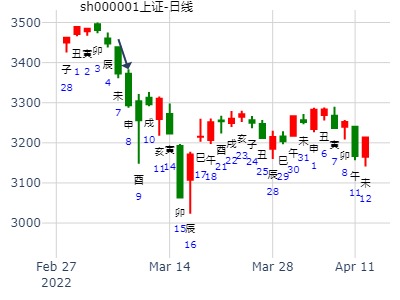 sh000001上证-日线
3500
3400
3300
3200
3100
3000
子
28
丑
1
寅
2
卯
3
辰
4
未
7
申
8
酉
9
戌
10
亥
11
寅
14
卯
15
辰
16
巳
17
午
18
酉
21
戌
22
亥
23
子
24
丑
25
辰
28
巳
29
午
30
未
31
申
1
丑
6
寅
7
卯
8
午
11
未
12
Feb 27
2022
Mar 14
Mar 28
Apr 11